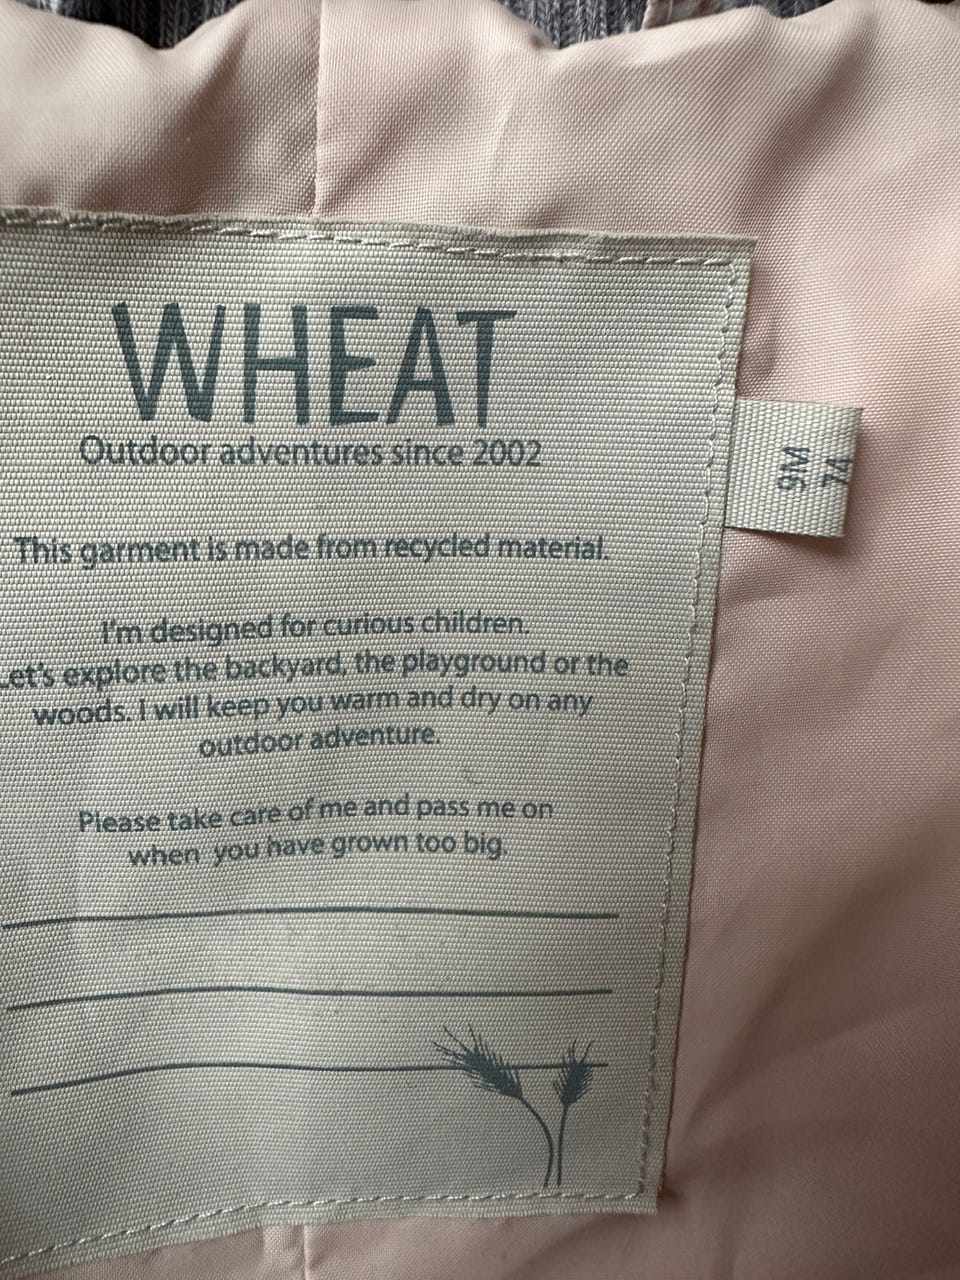 WHEAT
Outdoor adventures since 2002
This garment is made from recycled material.
I'm designed for curious children.
Let's explore the backyard, the playground or the
woods. I will keep you warm and dry on any
outdoor adventure.
Please take care of me and pass me on
when you have grown too big.
9M
74